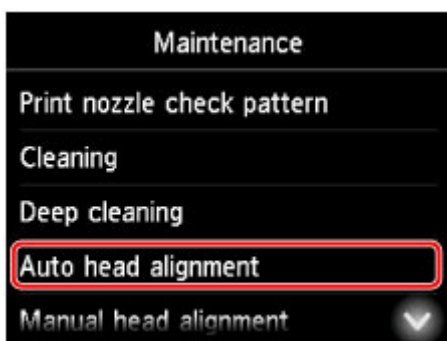 Maintenance
Print nozzle check pattern
Cleaning
Deep cleaning
Auto head alignment
Manual head alignment